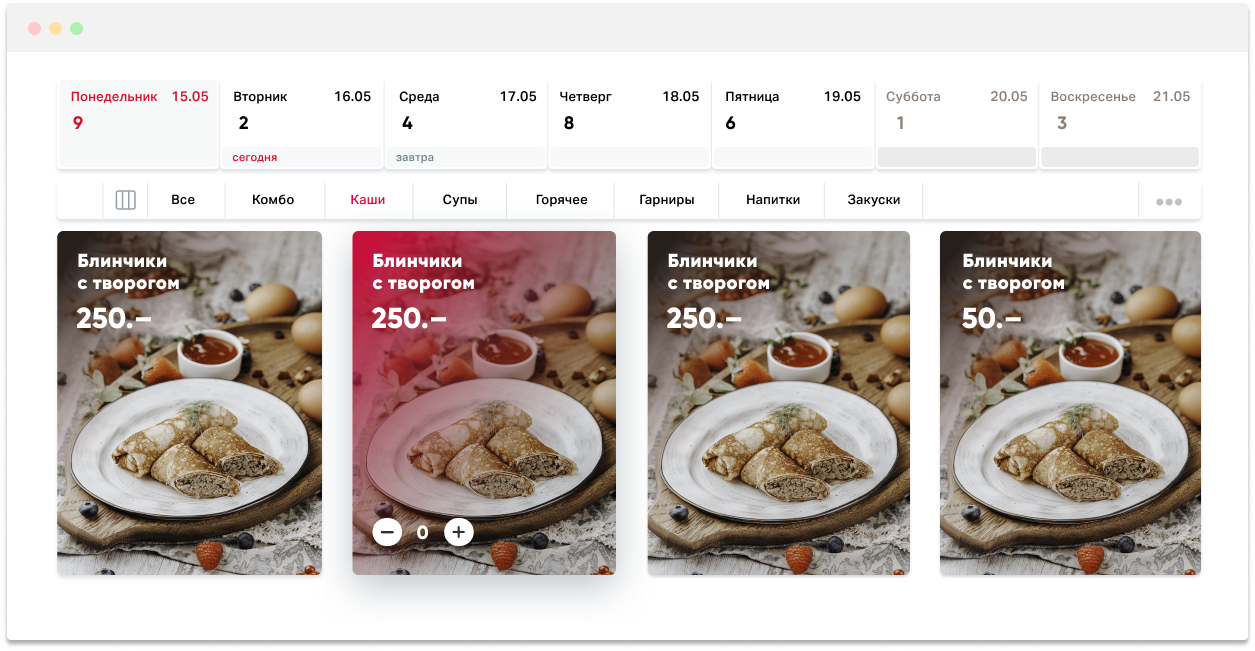 Понедельник 15.05
9
Вторник 16.05
2
сегодня
Среда 17.05
4
завтра
Четверг 18.05
8
Пятница 19.05
6
Суббота 20.05
1
Воскресенье 21.05
3
Все Комбо Каши Супы Горячее Гарниры Напитки Закуски
Блинчики
с творогом
250.–
Блинчики
с творогом
250.–
0
Блинчики
с творогом
250.–
Блинчики
с творогом
50.–